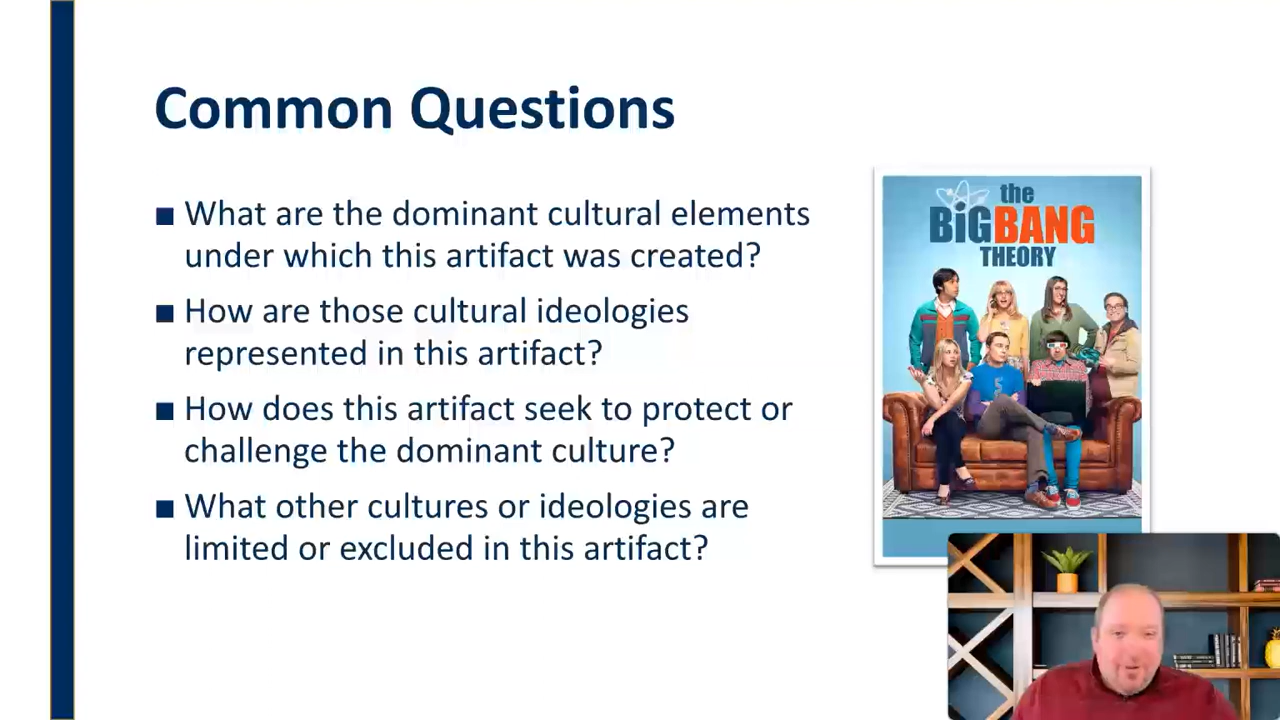 Common Questions
■ What are the dominant cultural elements
under which this artifact was created?
■ How are those cultural ideologies
represented in this artifact?
■ How does this artifact seek to protect or
challenge the dominant culture?
■ What other cultures or ideologies are
limited or excluded in this artifact?
the
BiGBANG
THEORY